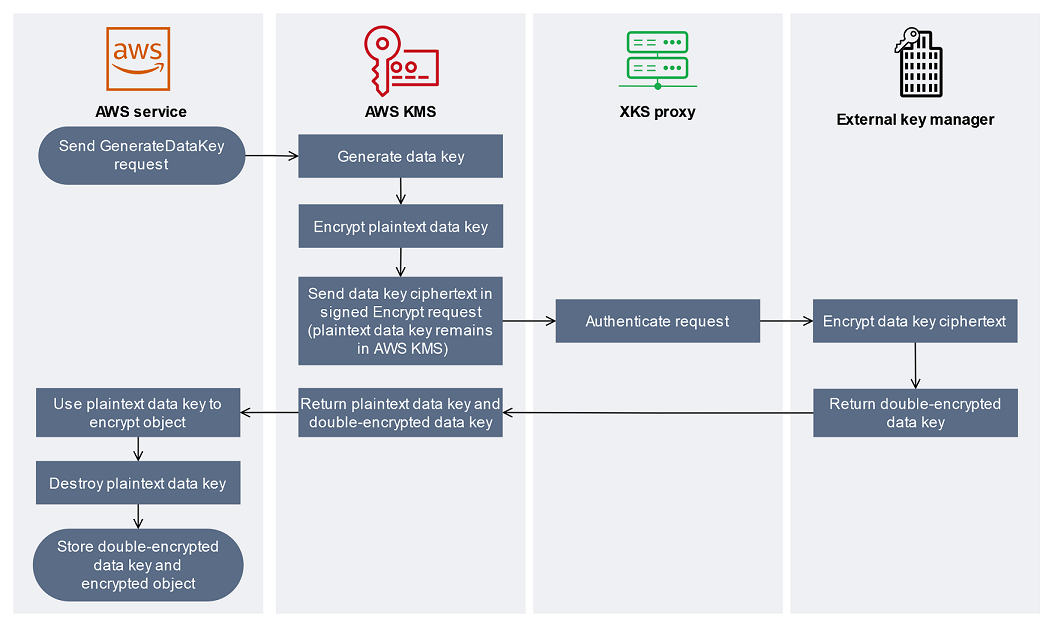 aws
AWS service
AWS KMS
XKS proxy
External key manager
Send GenerateDataKey
request
Generate data key
Encrypt plaintext data key
Send data key ciphertext in
signed Encrypt request
(plaintext data key remains
in AWS KMS)
Authenticate request
Encrypt data key ciphertext
Return double-encrypted
data key
Return plaintext data key and
double-encrypted data key
Use plaintext data key to
encrypt object
Destroy plaintext data key
Store double-encrypted
data key and
encrypted object